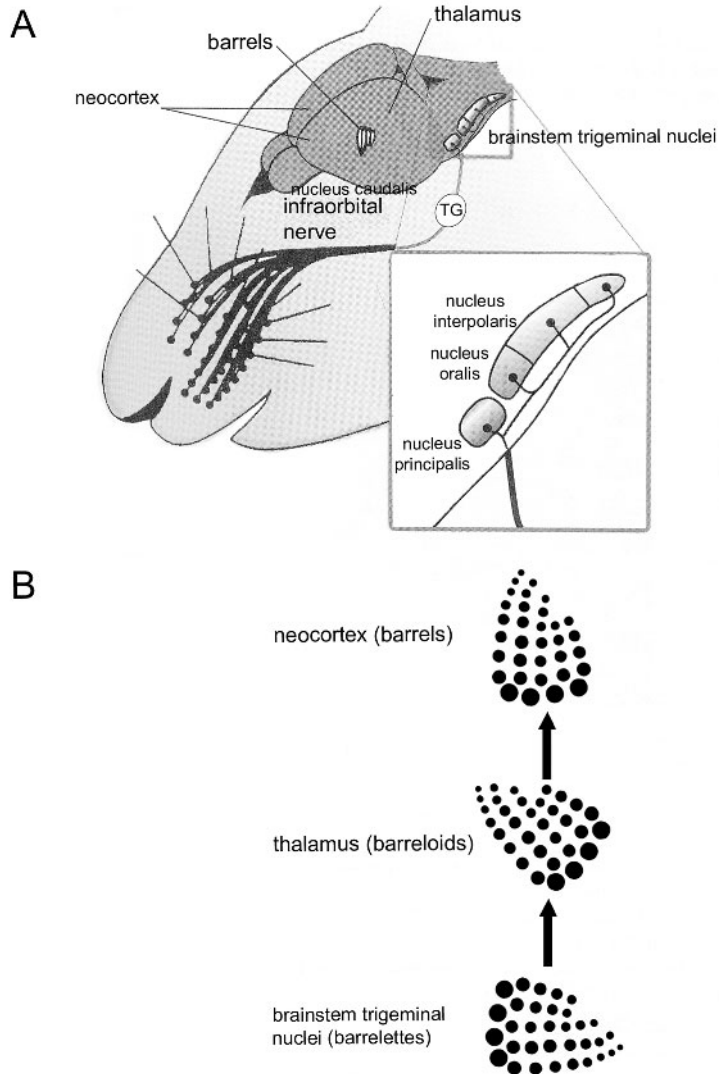 A
thalamus
barrels
neocortex
brainstem trigeminal nuclei
nucleus caudalis
infraorbital
nerve
TG
nucleus
interpolaris
nucleus
oralis
nucleus
principalis
B
neocortex (barrels)
thalamus (barreloids)
brainstem trigeminal
nuclei (barrelettes)